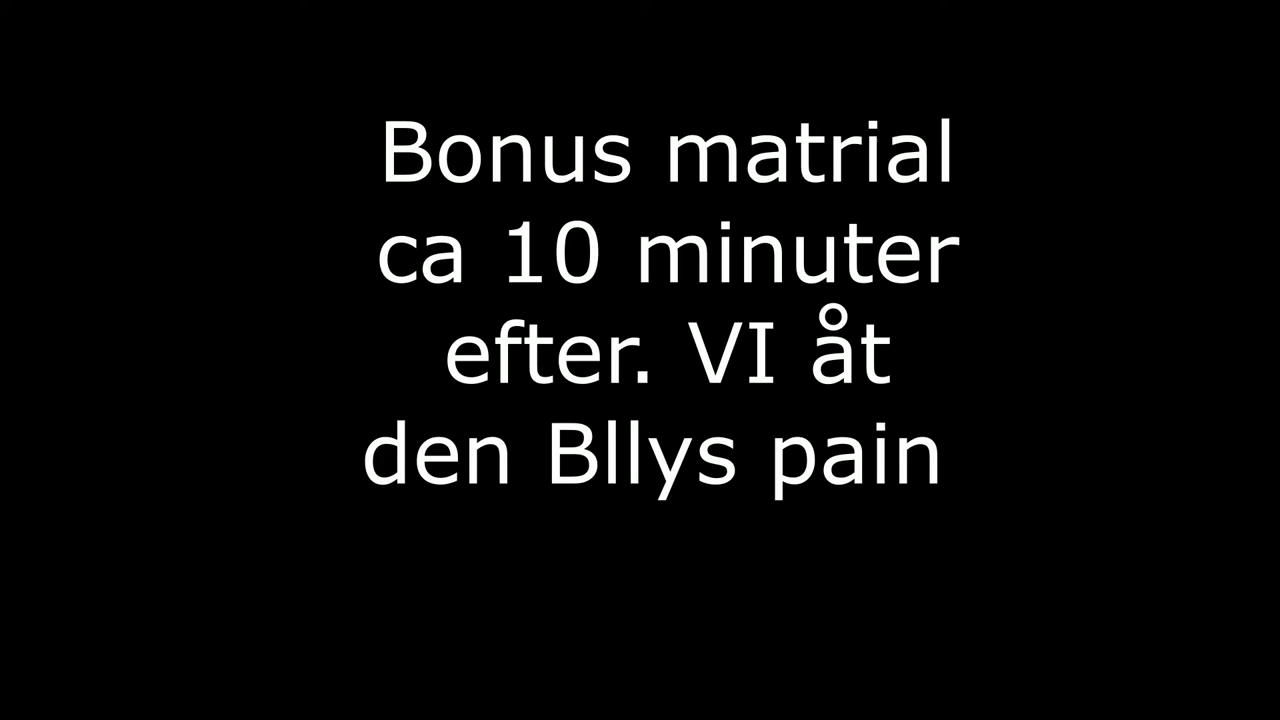 Bonus matrial
ca 10 minuter
efter. VI åt
den Bllys pain